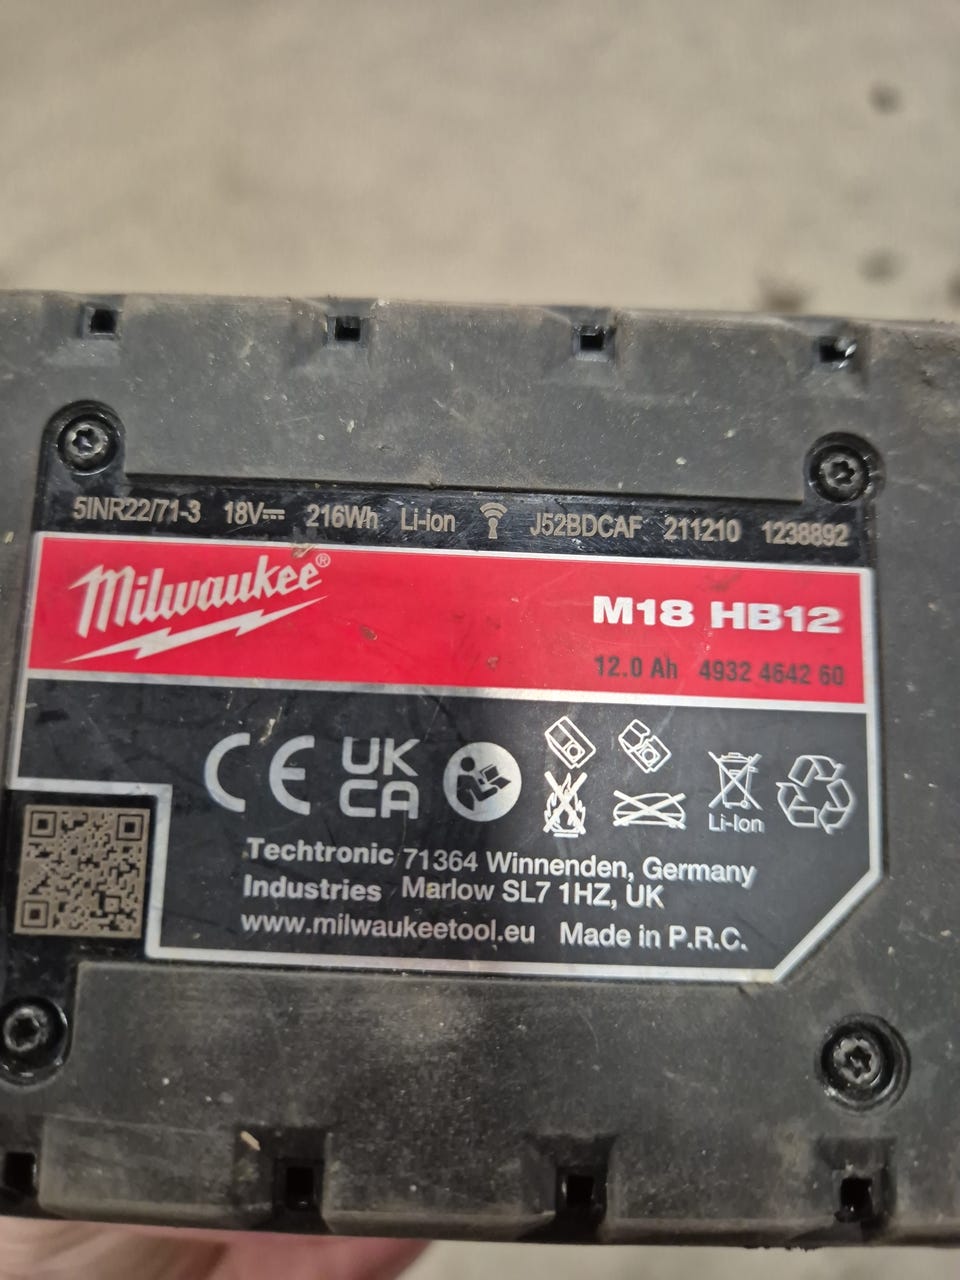 5INR22/71-3 18V⎓ 216Wh Li-ion J52BDCAF 211210 1238892
Milwaukee®
M18 HB12
12.0 Ah 4932 4642 60
CE UK CA
Li-Ion
Techtronic 71364 Winnenden, Germany
Industries Marlow SL7 1HZ, UK
www.milwaukeetool.eu Made in P.R.C.